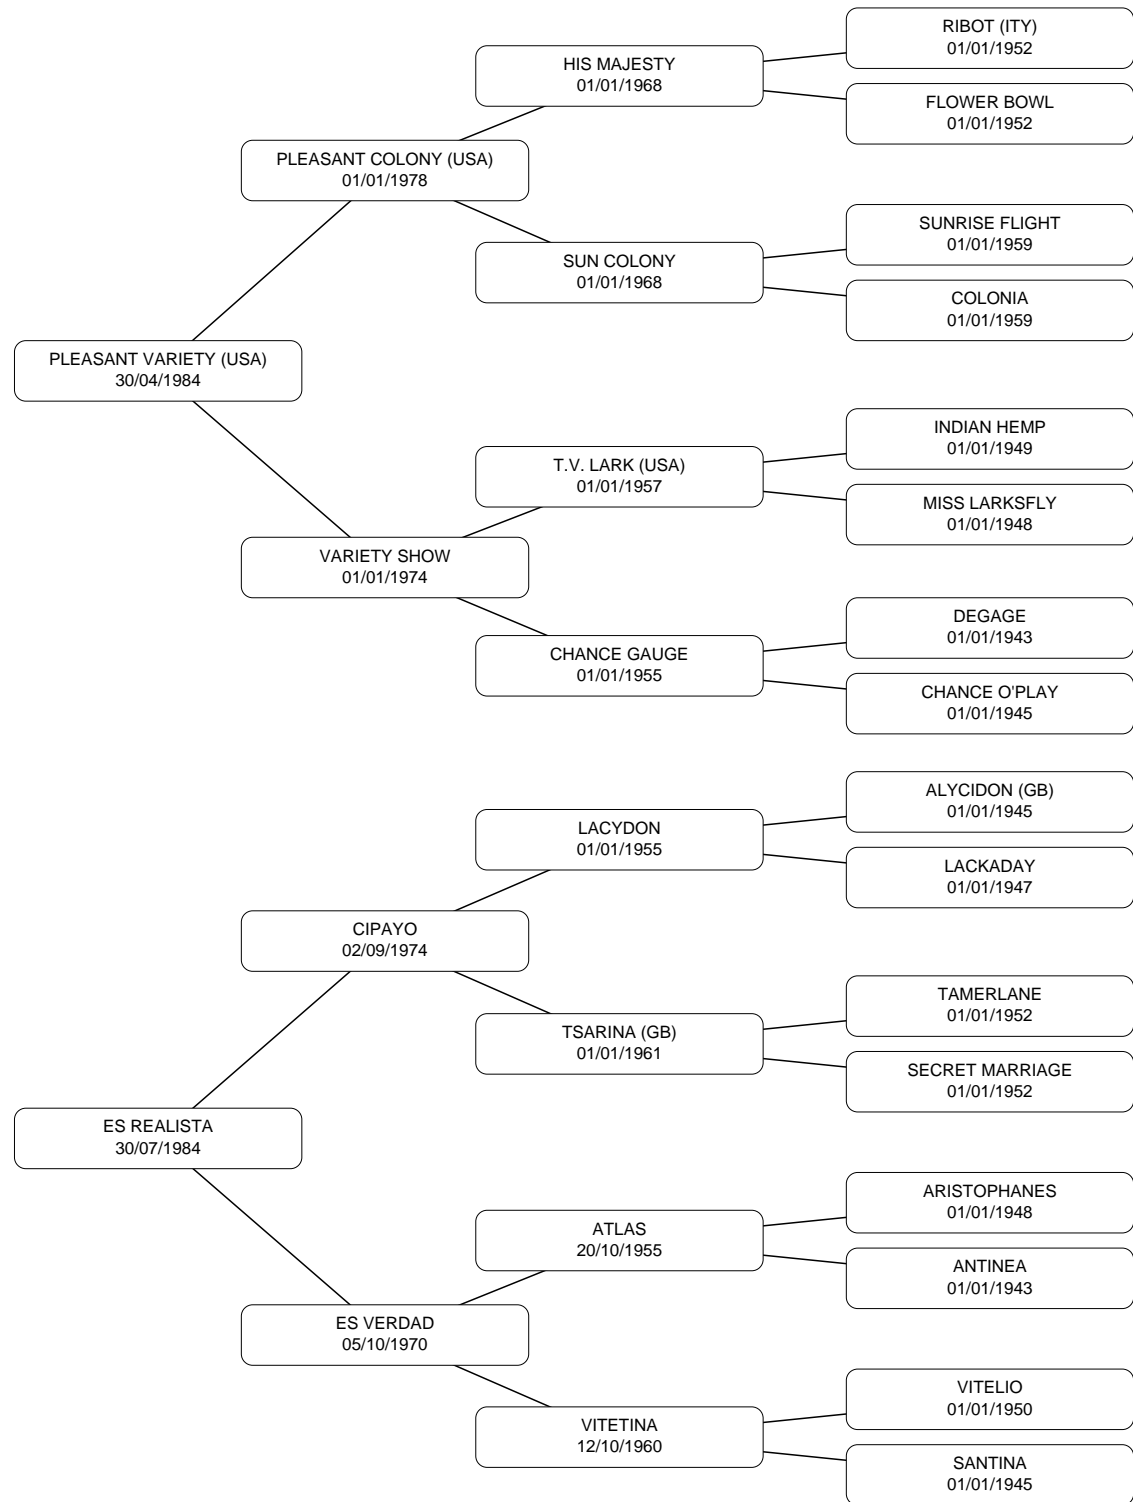 RIBOT (ITY)
01/01/1952
HIS MAJESTY
01/01/1968
FLOWER BOWL
01/01/1952
PLEASANT COLONY (USA)
01/01/1978
SUNRISE FLIGHT
01/01/1959
SUN COLONY
01/01/1968
COLONIA
01/01/1959
PLEASANT VARIETY (USA)
30/04/1984
INDIAN HEMP
01/01/1949
T.V. LARK (USA)
01/01/1957
MISS LARKSFLY
01/01/1948
VARIETY SHOW
01/01/1974
DEGAGE
01/01/1943
CHANCE GAUGE
01/01/1955
CHANCE O'PLAY
01/01/1945
ALYCIDON (GB)
01/01/1945
LACYDON
01/01/1955
LACKADAY
01/01/1947
CIPAYO
02/09/1974
TAMERLANE
01/01/1952
TSARINA (GB)
01/01/1961
SECRET MARRIAGE
01/01/1952
ES REALISTA
30/07/1984
ARISTOPHANES
01/01/1948
ATLAS
20/10/1955
ANTINEA
01/01/1943
ES VERDAD
05/10/1970
VITELIO
01/01/1950
VITETINA
12/10/1960
SANTINA
01/01/1945